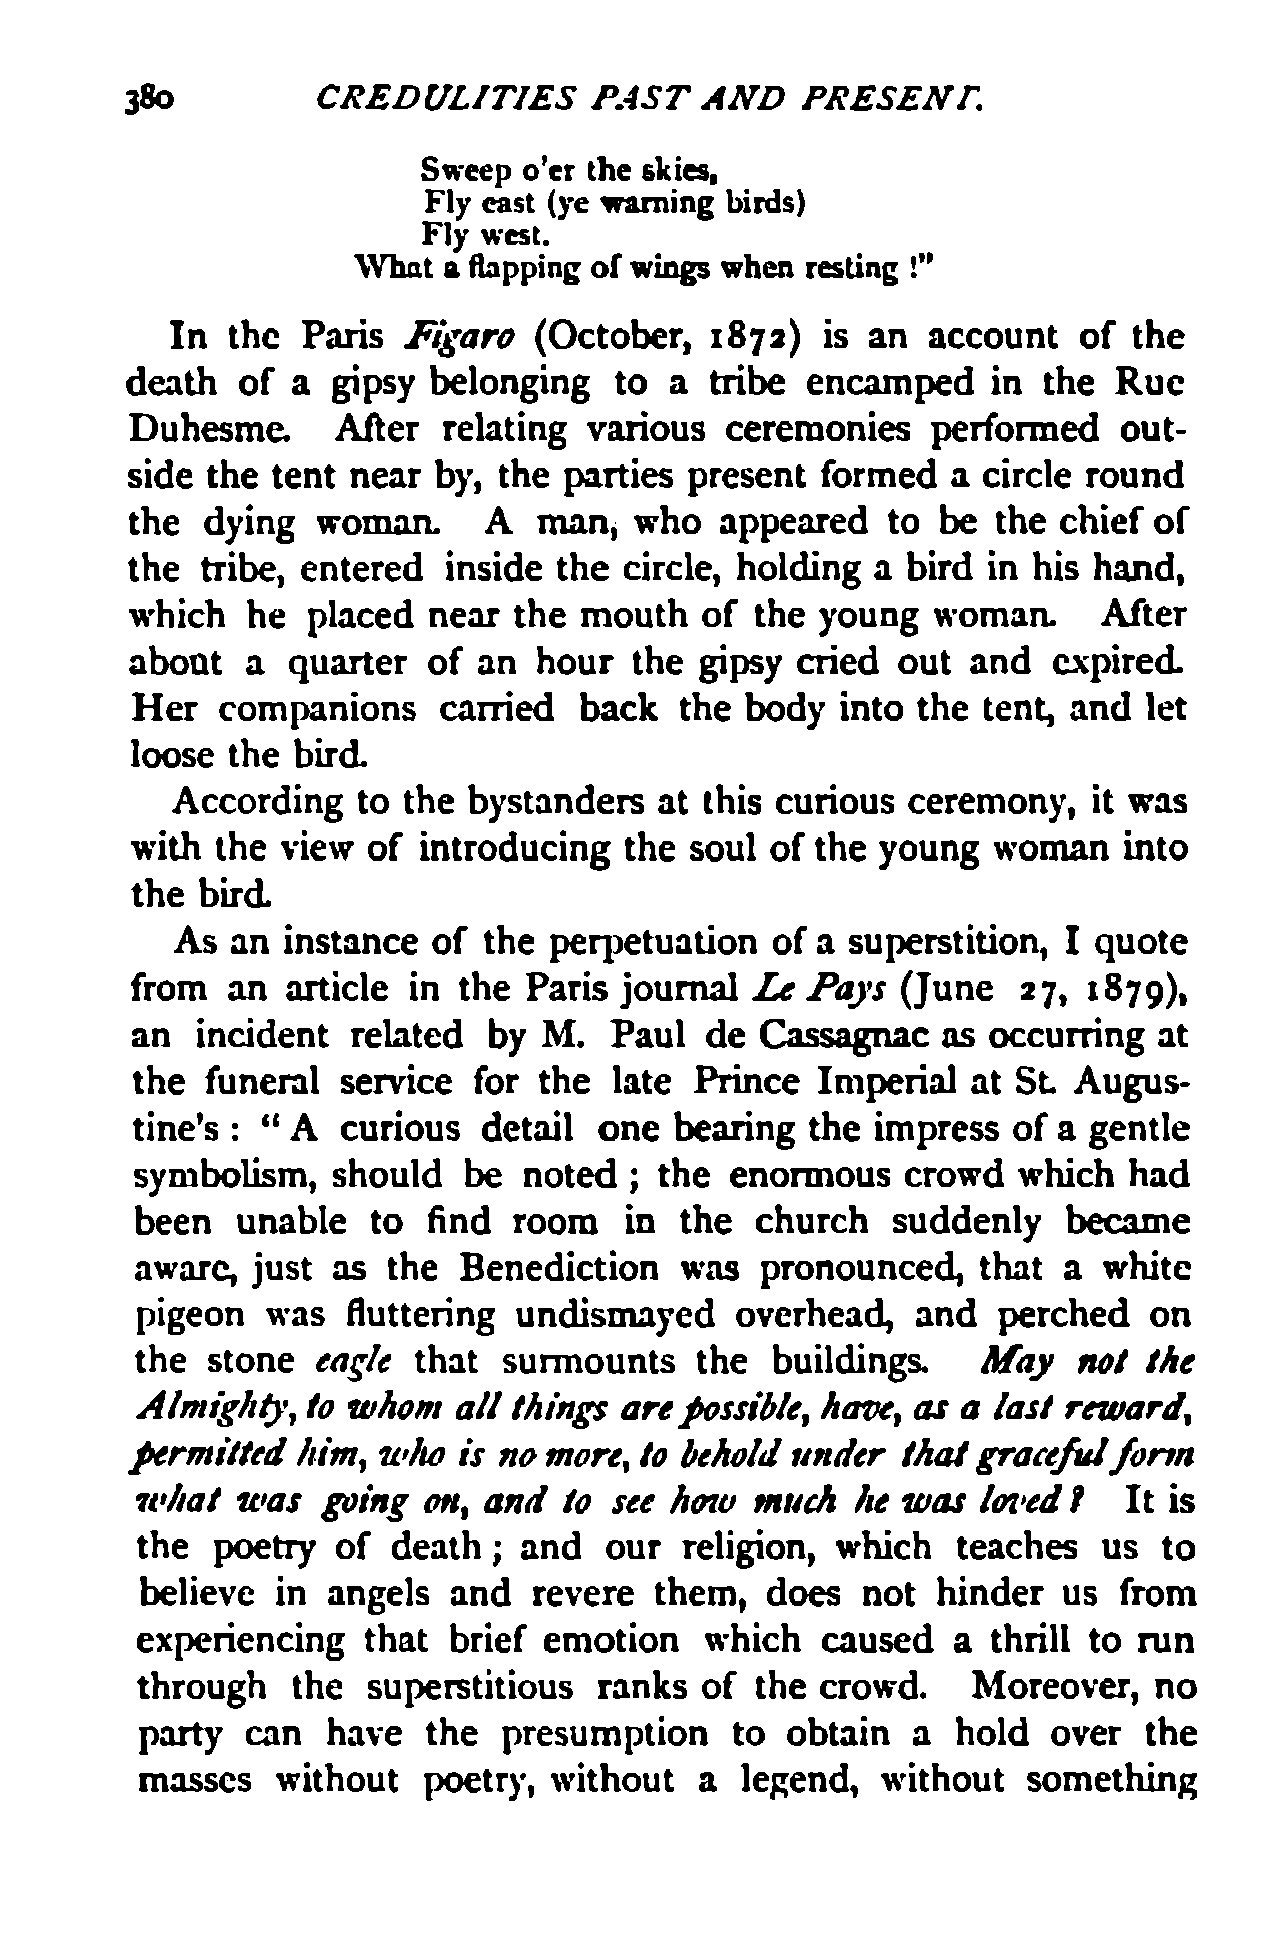 380 CREDULITIES PAST AND PRESENT.
Sweep o'er the skies,
Fly east (ye warning birds)
Fly west.
What a flapping of wings when resting !"
In the Paris Figaro (October, 1872) is an account of the
death of a gipsy belonging to a tribe encamped in the Rue
Duhesme. After relating various ceremonies performed out-
side the tent near by, the parties present formed a circle round
the dying woman. A man, who appeared to be the chief of
the tribe, entered inside the circle, holding a bird in his hand,
which he placed near the mouth of the young woman. After
about a quarter of an hour the gipsy cried out and expired.
Her companions carried back the body into the tent, and let
loose the bird.
According to the bystanders at this curious ceremony, it was
with the view of introducing the soul of the young woman into
the bird.
As an instance of the perpetuation of a superstition, I quote
from an article in the Paris journal Le Pays (June 27, 1879),
an incident related by M. Paul de Cassagnac as occurring at
the funeral service for the late Prince Imperial at St. Augus-
tine's : " A curious detail one bearing the impress of a gentle
symbolism, should be noted ; the enormous crowd which had
been unable to find room in the church suddenly became
aware, just as the Benediction was pronounced, that a white
pigeon was fluttering undismayed overhead, and perched on
the stone eagle that surmounts the buildings. May not the
Almighty, to whom all things are possible, have, as a last reward,
permitted him, who is no more, to behold under that graceful form
what was going on, and to see how much he was loved ? It is
the poetry of death ; and our religion, which teaches us to
believe in angels and revere them, does not hinder us from
experiencing that brief emotion which caused a thrill to run
through the superstitious ranks of the crowd. Moreover, no
party can have the presumption to obtain a hold over the
masses without poetry, without a legend, without something